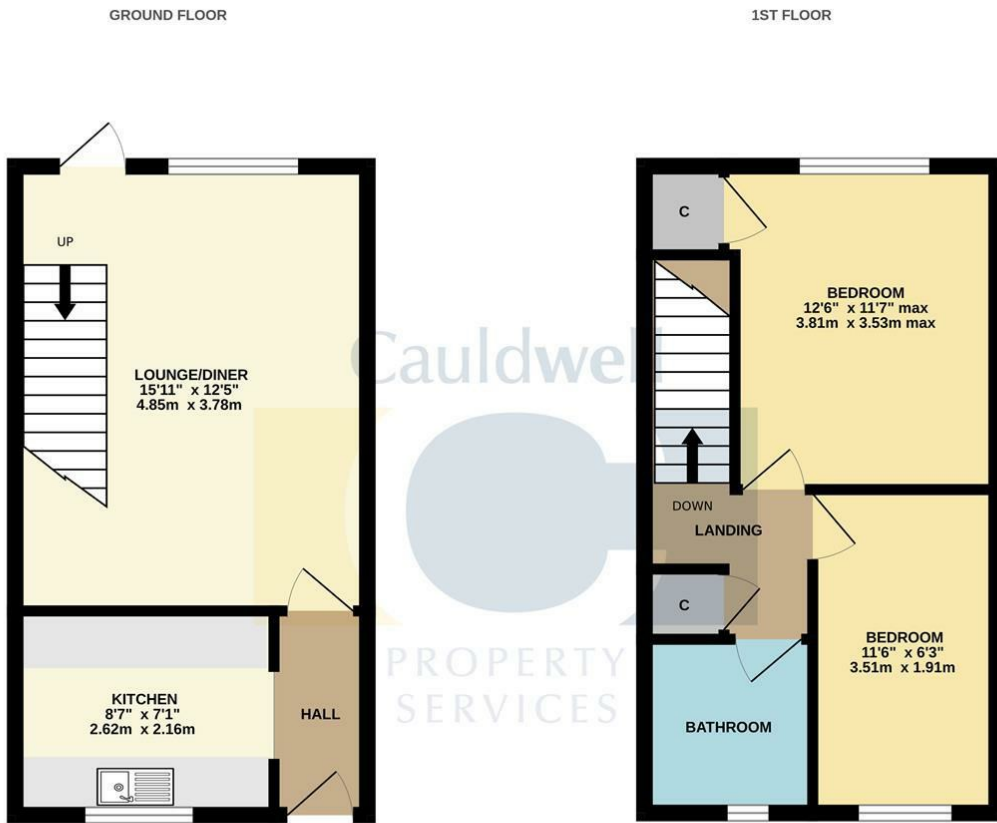 GROUND FLOOR
1ST FLOOR
UP
LOUNGE/DINER
15'11" x 12'5"
4.85m x 3.78m
KITCHEN
8'7" x 7'1"
2.62m x 2.16m
HALL
C
BEDROOM
12'6" x 11'7" max
3.81m x 3.53m max
DOWN
LANDING
C
BEDROOM
11'6" x 6'3"
3.51m x 1.91m
BATHROOM
Cauldwell
PROPERTY
SERVICES